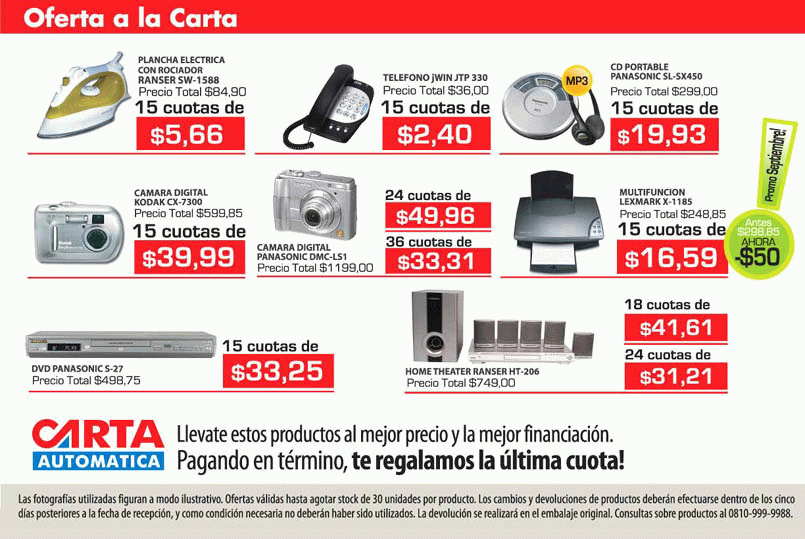 Oferta a la Carta
PLANCHA ELECTRICA
CON ROCIADOR
RANSER SW-1588
Precio Total $84,90
15 cuotas de
$5,66
TELEFONO jWIN JTP 330
Precio Total $36,00
15 cuotas de
$2,40
MP3
CD PORTABLE
PANASONIC SL-SX450
Precio Total $299,00
15 cuotas de
$19,93
CAMARA DIGITAL
KODAK CX-7300
Precio Total $599,85
15 cuotas de
$39,99
CAMARA DIGITAL
PANASONIC DMC-LS1
Precio Total $1199,00
24 cuotas de
$49,96
36 cuotas de
$33,31
MULTIFUNCION
LEXMARK X-1185
Precio Total $248,85
15 cuotas de
$16,59
Promo Septiembre!
Antes
$298,85
AHORA
-$50
DVD PANASONIC S-27
Precio Total $498,75
15 cuotas de
$33,25
HOME THEATER RANSER HT-206
Precio Total $749,00
18 cuotas de
$41,61
24 cuotas de
$31,21
CARTA
AUTOMATICA
Llevate estos productos al mejor precio y la mejor financiación.
Pagando en término, te regalamos la última cuota!
Las fotografías utilizadas figuran a modo ilustrativo. Ofertas válidas hasta agotar stock de 30 unidades por producto. Los cambios y devoluciones de productos deberán efectuarse dentro de los cinco
días posteriores a la fecha de recepción, y como condición necesaria no deberán haber sido utilizados. La devolución se realizará en el embalaje original. Consultas sobre productos al 0810-999-9988.